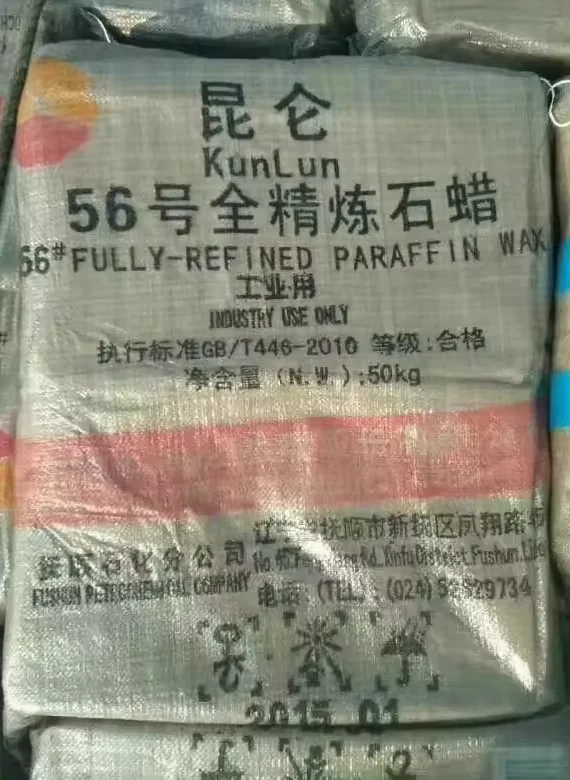 昆仑
KunLun
56号全精炼石蜡
56#FULLY-REFINED PARAFFIN WAX
工业用
INDUSTRY USE ONLY
执行标准GB/T446-2010 等级:合格
净含量(N.W.):50kg
抚顺市新抚区凤翔路
石化分公司
Xinfu District, Fushun.
FUSHUN PETROCHEMICAL COMPANY
电话:(TEL):(024)52529734
2015.01